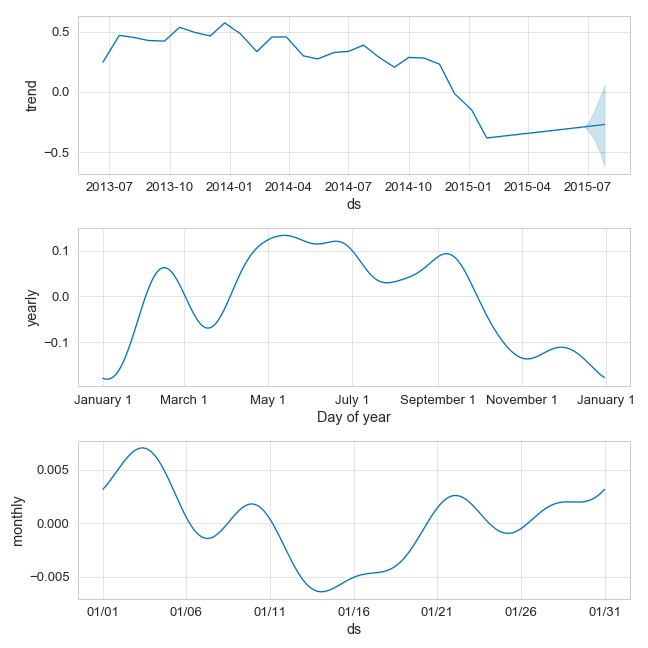 0.5
0.0
−0.5
trend
2013-07 2013-10 2014-01 2014-04 2014-07 2014-10 2015-01 2015-04 2015-07
ds
0.1
0.0
−0.1
yearly
January 1 March 1 May 1 July 1 September 1 November 1 January 1
Day of year
0.005
0.000
−0.005
monthly
01/01 01/06 01/11 01/16 01/21 01/26 01/31
ds